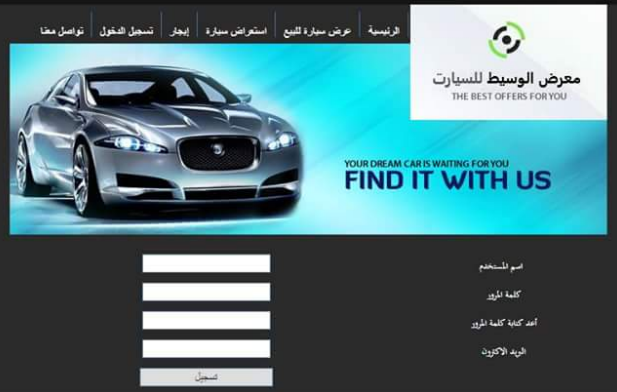 الرئيسية عرض سيارة للبيع استعراض سيارة إيجار تسجيل الدخول تواصل معنا
معرض الوسيط للسيارت
THE BEST OFFERS FOR YOU
YOUR DREAM CAR IS WAITING FOR YOU
FIND IT WITH US
اسم المستخدم
كلمة المرور
أعد كتابة كلمة المرور
البريد الاكترون
تسجيل